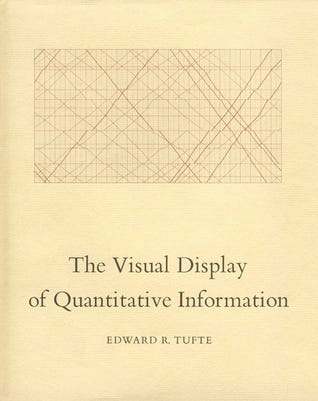 The Visual Display
of Quantitative Information
EDWARD R. TUFTE